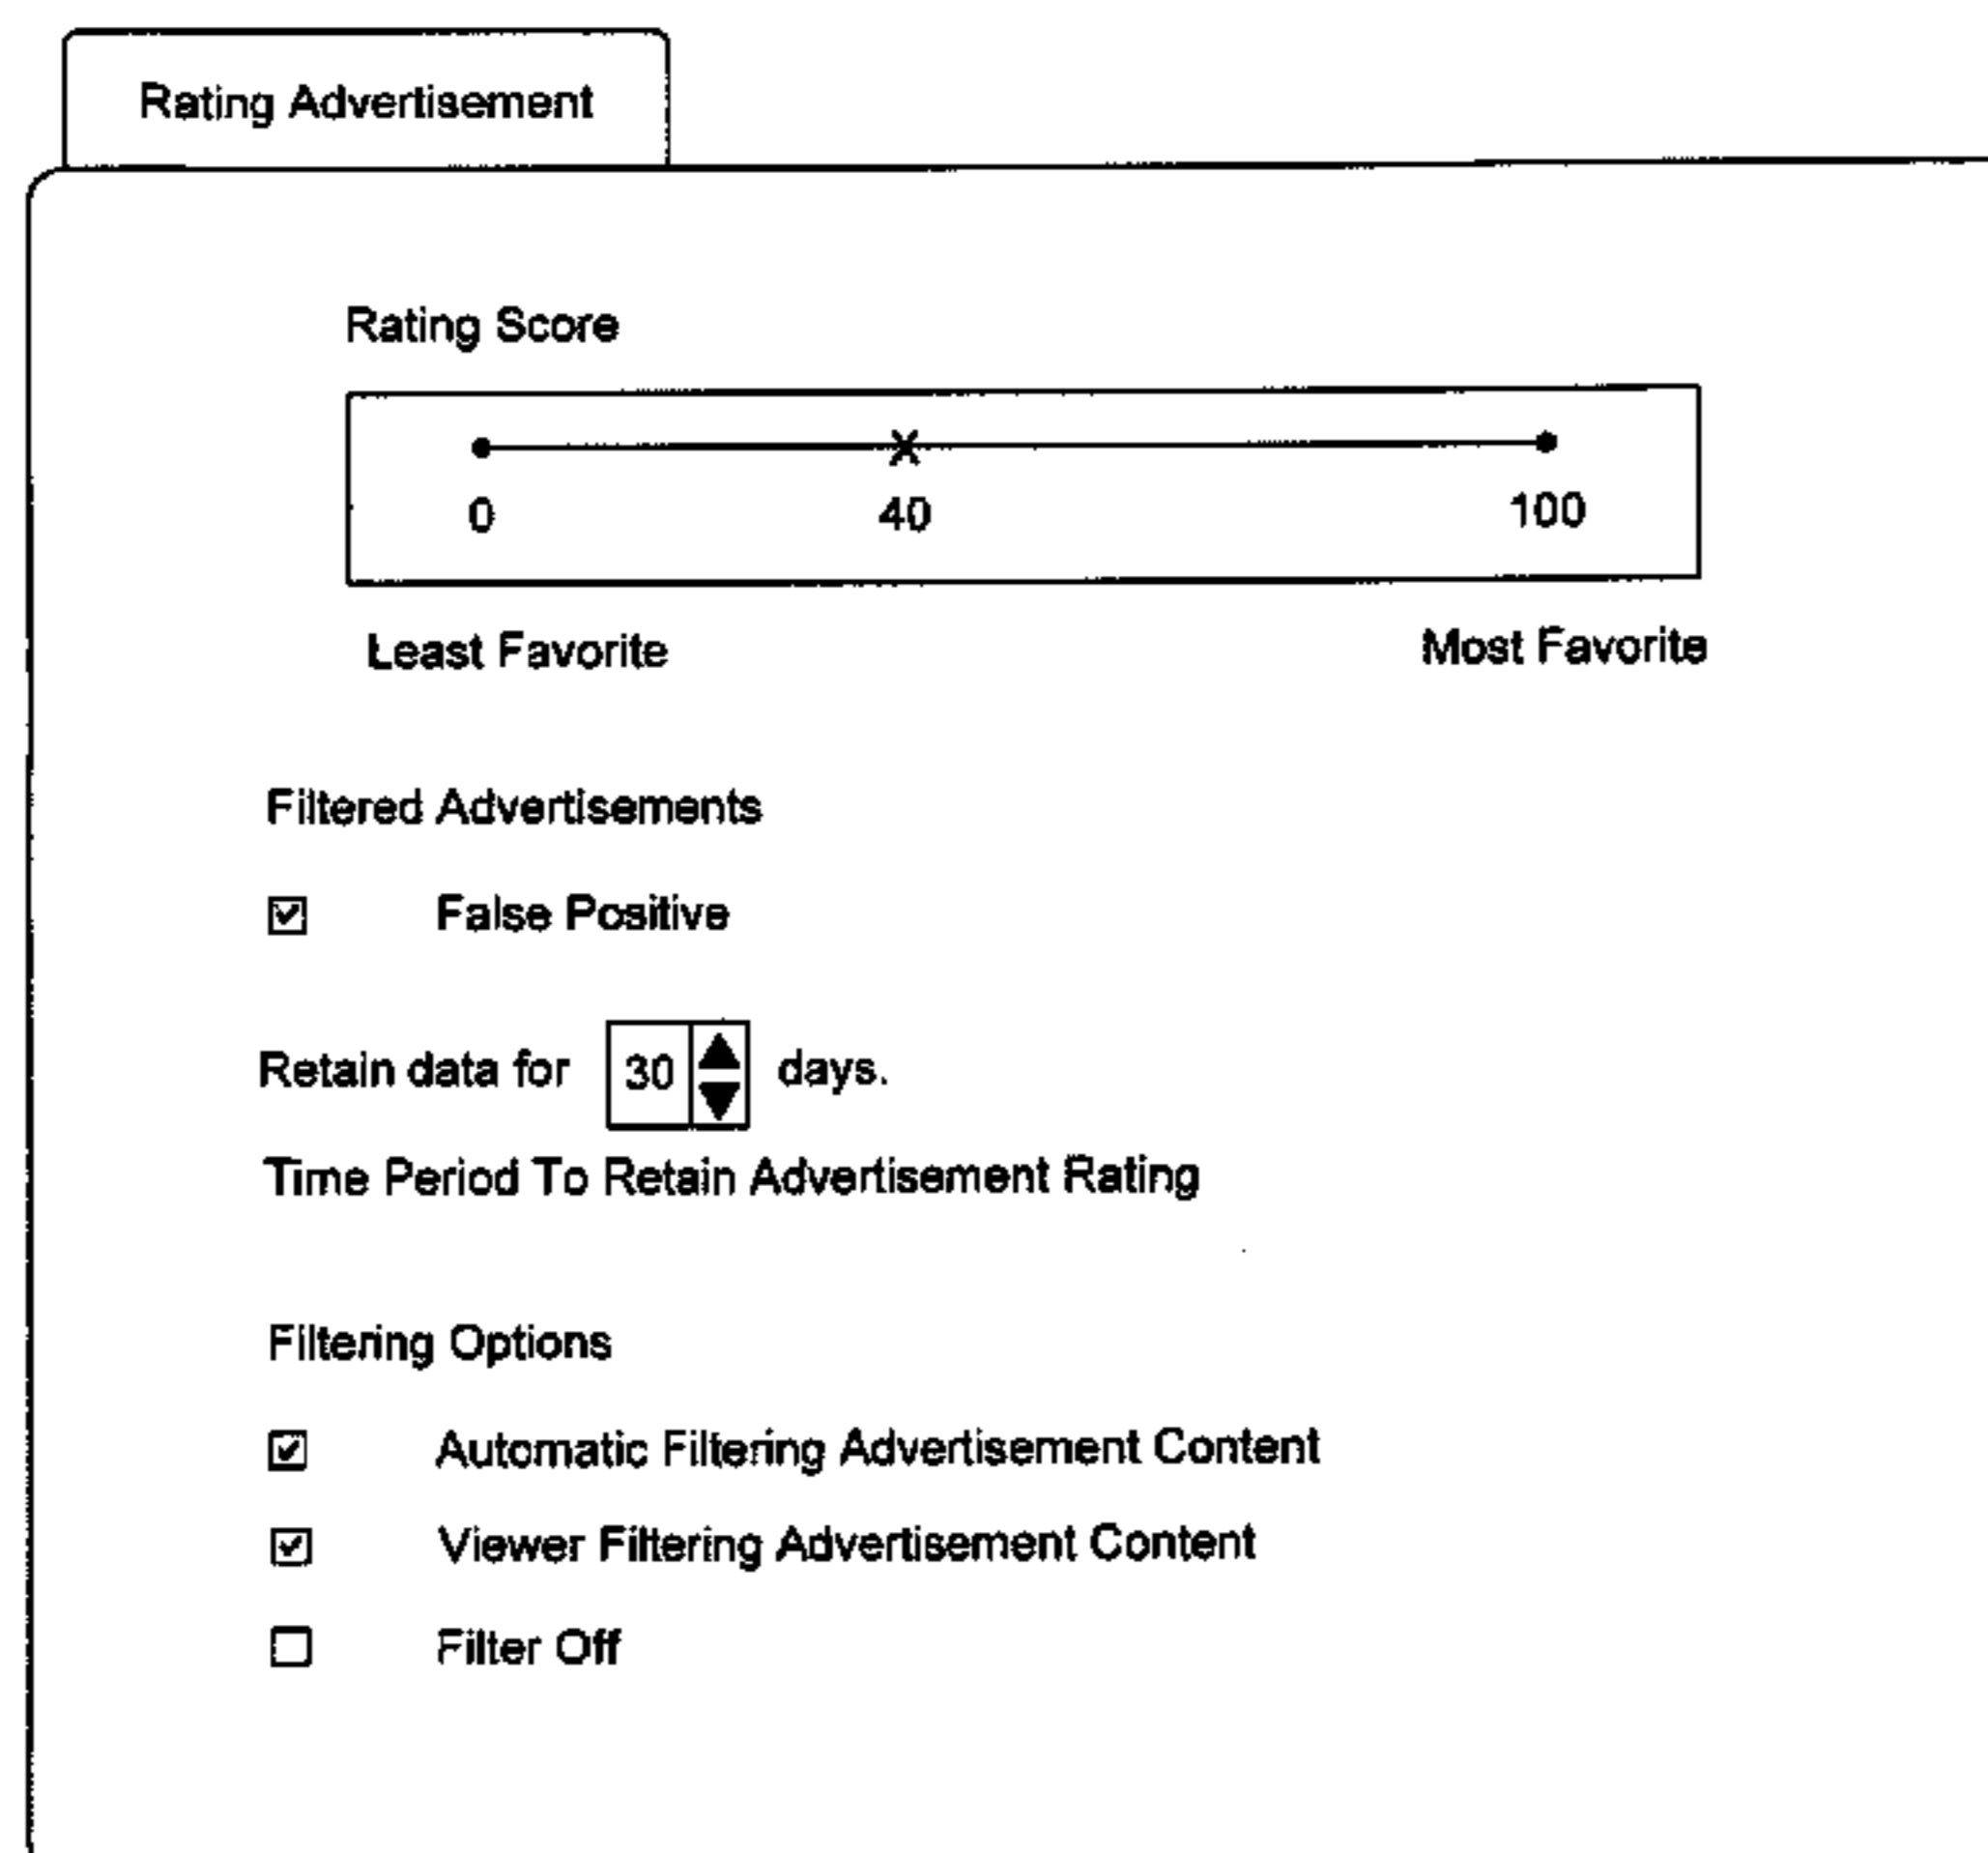 Rating Advertisement
Rating Score
0 40 100
Least Favorite Most Favorite
Filtered Advertisements
False Positive
Retain data for 30 days.
Time Period To Retain Advertisement Rating
Filtering Options
Automatic Filtering Advertisement Content
Viewer Filtering Advertisement Content
Filter Off